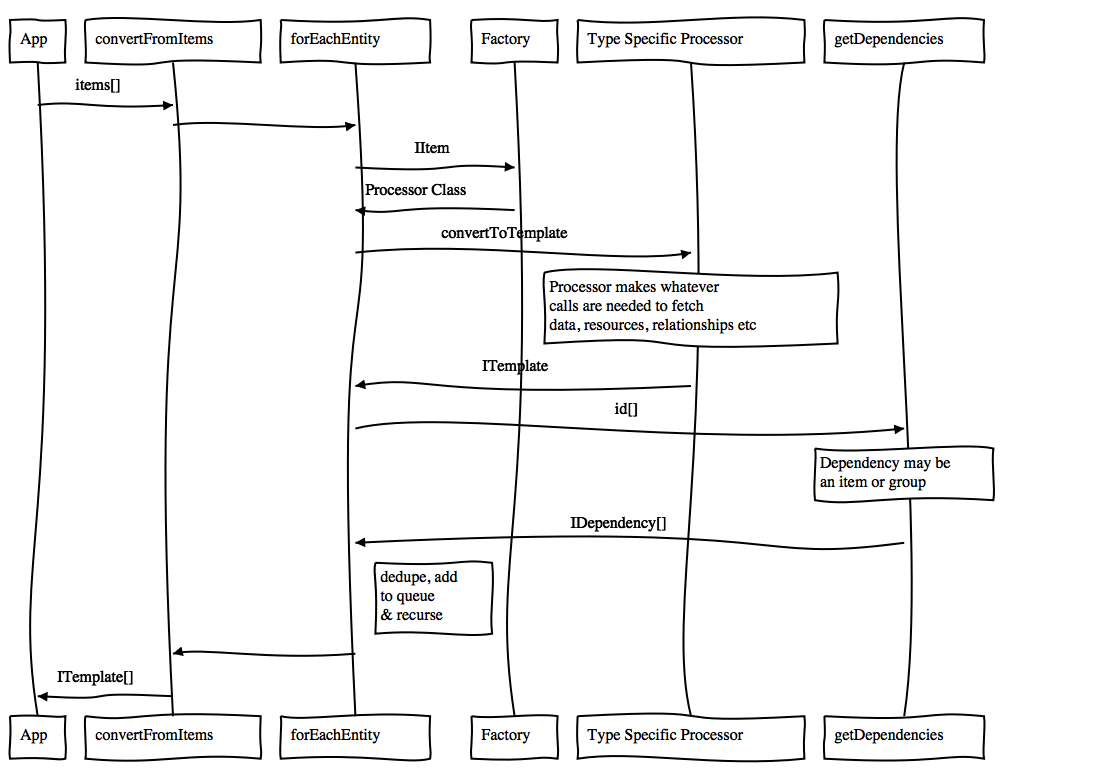 App
convertFromItems
forEachEntity
Factory
Type Specific Processor
getDependencies
items[]
IItem
Processor Class
convertToTemplate
Processor makes whatever
calls are needed to fetch
data, resources, relationships etc
ITemplate
id[]
Dependency may be
an item or group
IDependency[]
dedupe, add
to queue
& recurse
ITemplate[]
App
convertFromItems
forEachEntity
Factory
Type Specific Processor
getDependencies